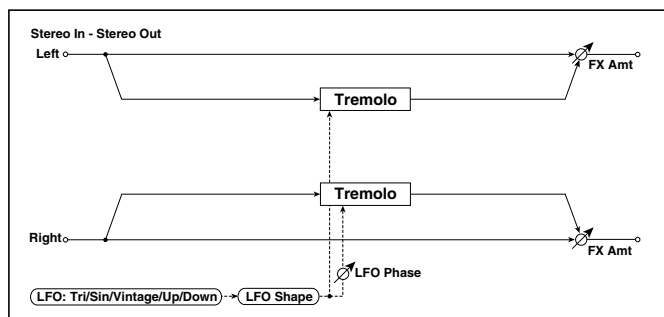 Stereo In - Stereo Out
Left
FX Amt
Tremolo
Tremolo
Right
FX Amt
LFO Phase
LFO: Tri/Sin/Vintage/Up/Down
LFO Shape